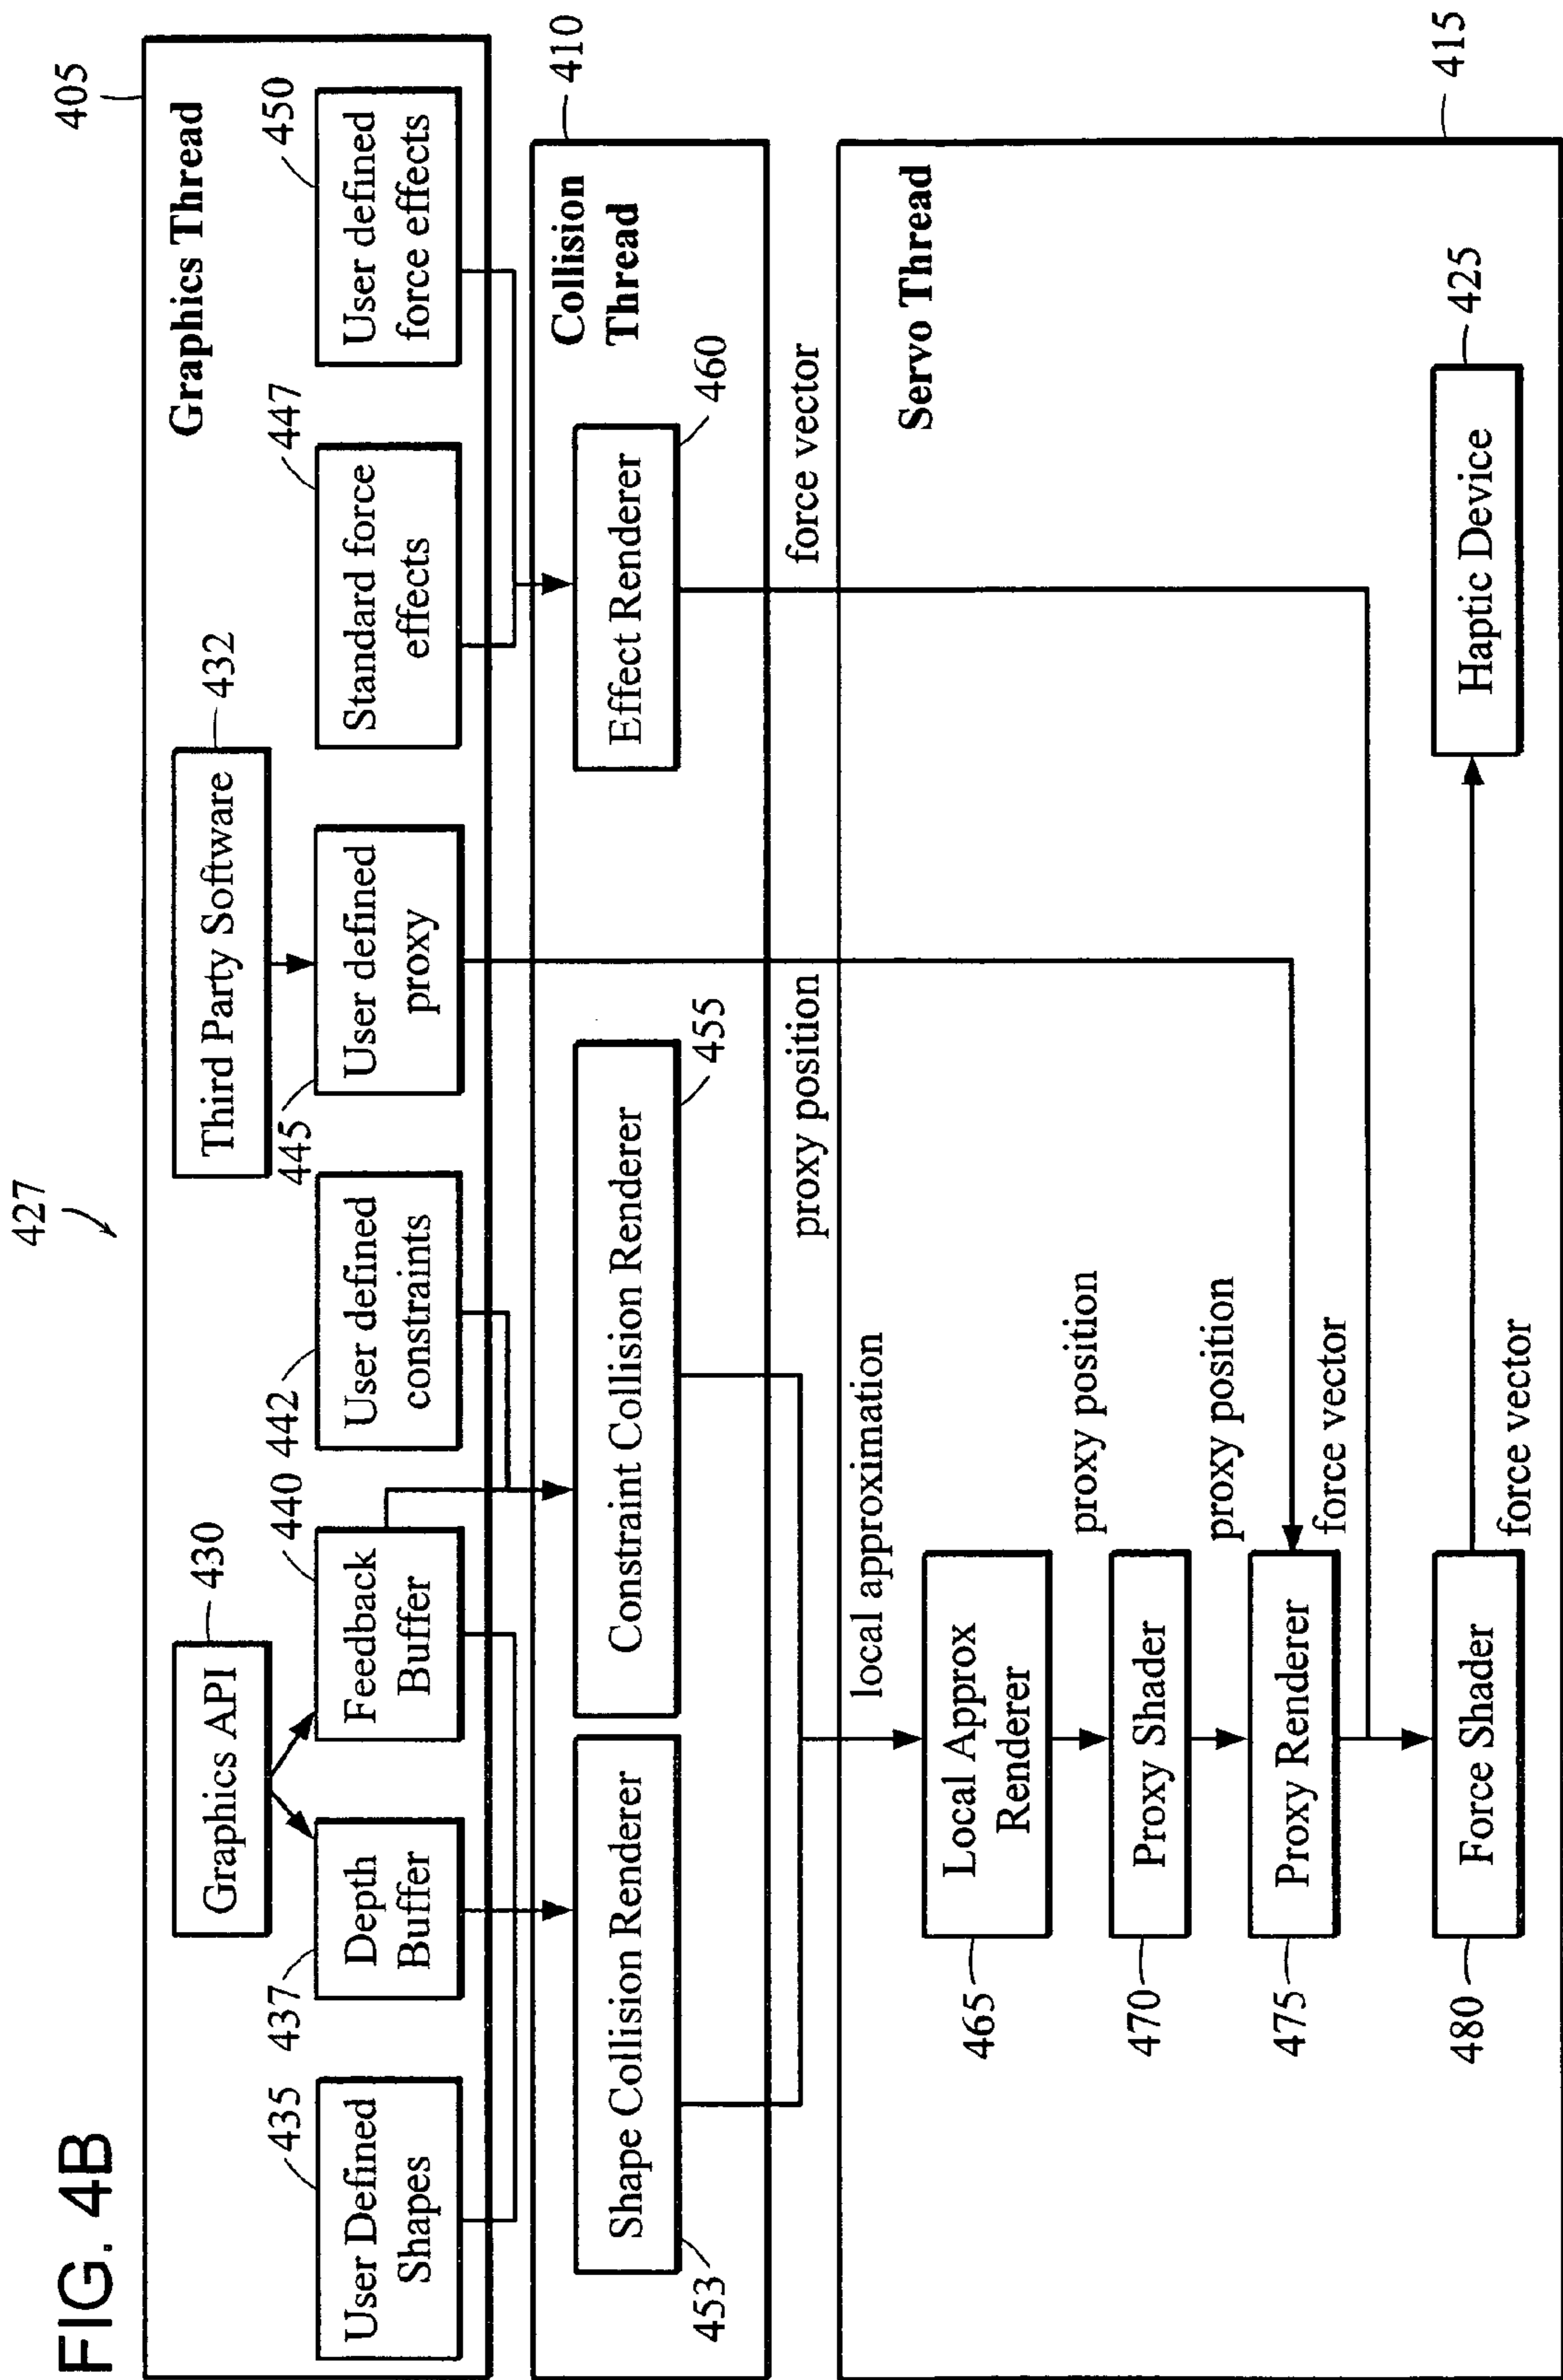 FIG. 4B
427
405
Graphics Thread
Graphics API
430
Third Party Software
432
435
User Defined
Shapes
437
Depth
Buffer
440
Feedback
Buffer
442
User defined
constraints
445
User defined
proxy
447
Standard force
effects
450
User defined
force effects
410
Collision
Thread
Shape Collision Renderer
453
Constraint Collision Renderer
455
Effect Renderer
460
proxy position
force vector
415
Servo Thread
local approximation
Local Approx
Renderer
465
proxy position
Proxy Shader
470
proxy position
Proxy Renderer
475
force vector
Force Shader
480
force vector
Haptic Device
425